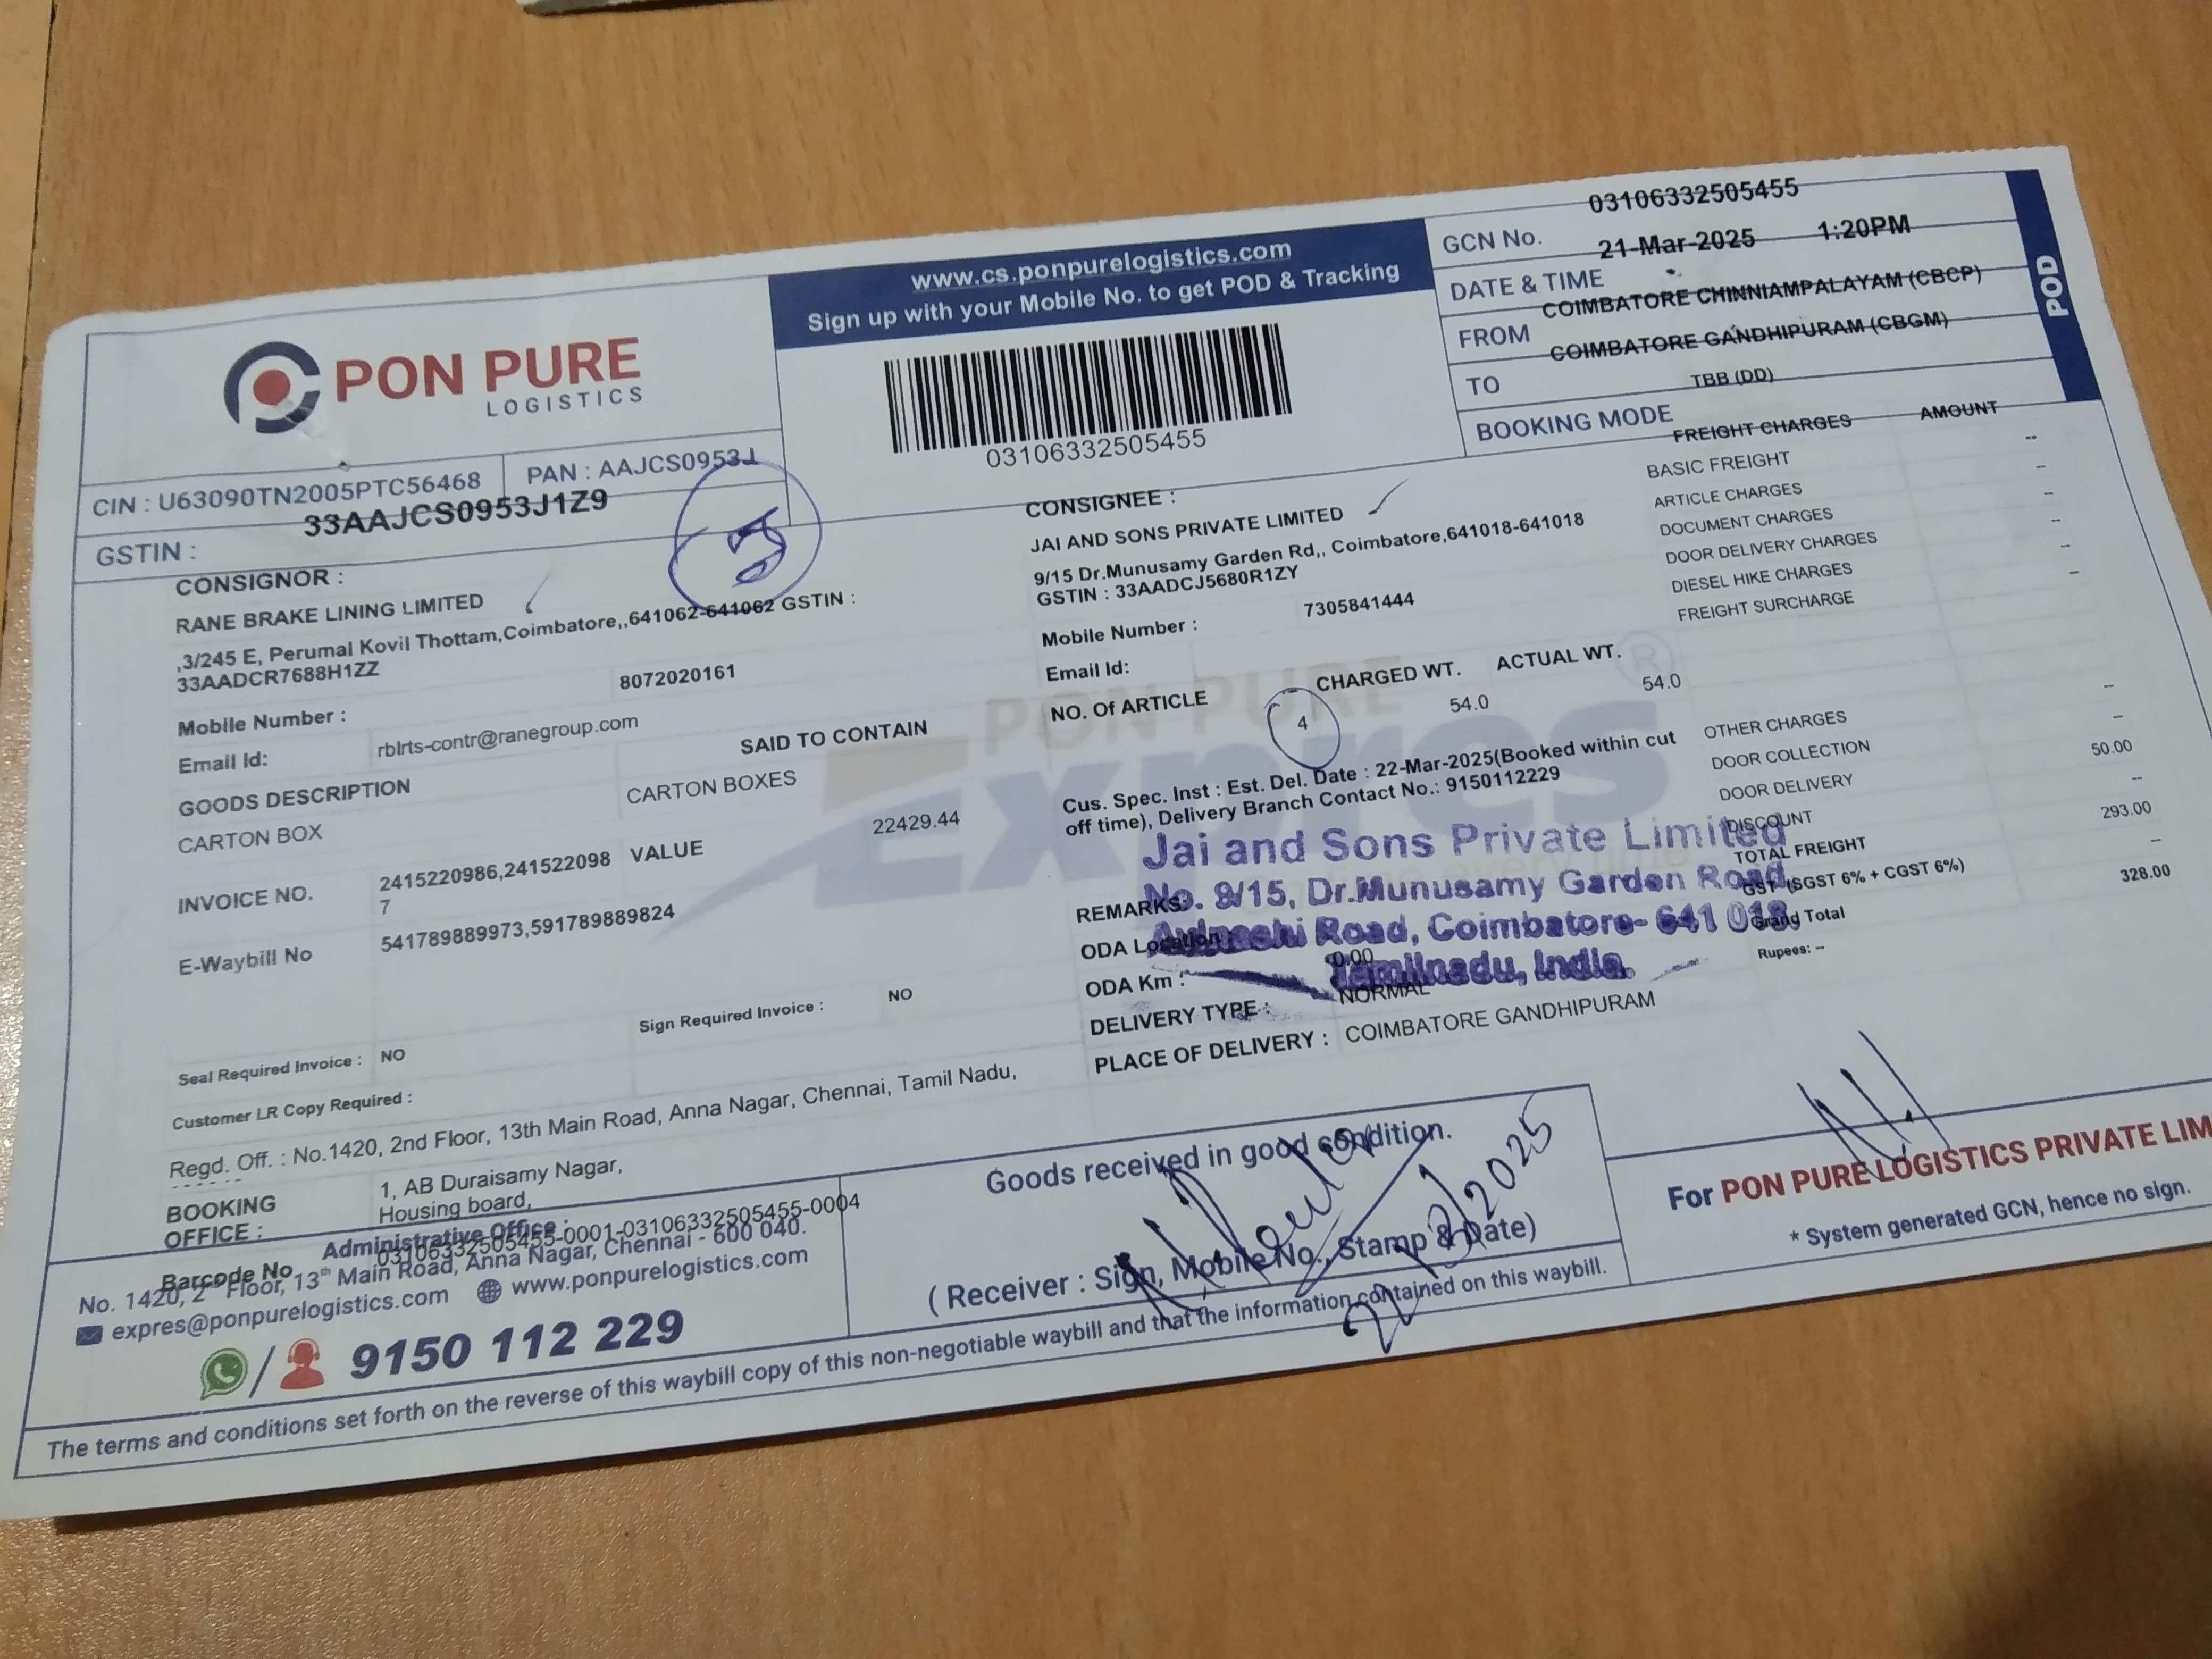 03106332505455
GCN No.
21-Mar-2025 1:20PM
DATE & TIME
COIMBATORE CHINNIAMPALAYAM (CBCP)
FROM
COIMBATORE GANDHIPURAM (CBGM)
TO
TBB (DD)
BOOKING MODE
POD
www.cs.ponpurelogistics.com
Sign up with your Mobile No. to get POD & Tracking
03106332505455
PON PURE
LOGISTICS
CIN : U63090TN2005PTC56468
PAN : AAJCS0953J
33AAJCS0953J1Z9
GSTIN :
CONSIGNOR :
RANE BRAKE LINING LIMITED
,3/245 E, Perumal Kovil Thottam,Coimbatore,,641062-641062 GSTIN :
33AADCR7688H1ZZ
8072020161
Mobile Number :
Email Id: rblrts-contr@ranegroup.com
GOODS DESCRIPTION SAID TO CONTAIN
CARTON BOX CARTON BOXES
INVOICE NO. 2415220986,241522098 VALUE 22429.44
7
E-Waybill No 541789889973,591789889824
Sign Required Invoice : NO
Seal Required Invoice : NO
Customer LR Copy Required :
Regd. Off. : No.1420, 2nd Floor, 13th Main Road, Anna Nagar, Chennai, Tamil Nadu,
BOOKING OFFICE : 1, AB Duraisamy Nagar,
Housing board,
Barcode No 03106332505455-0001-03106332505455-0004
CONSIGNEE :
JAI AND SONS PRIVATE LIMITED
9/15 Dr.Munusamy Garden Rd,, Coimbatore,641018-641018
GSTIN : 33AADCJ5680R1ZY
Mobile Number : 7305841444
Email Id:
NO. Of ARTICLE 4 CHARGED WT. ACTUAL WT.
54.0 54.0
PON PURE
Expres
Cus. Spec. Inst : Est. Del. Date : 22-Mar-2025(Booked within cut
off time), Delivery Branch Contact No.: 9150112229
REMARKS
ODA Location
ODA Km : 0.00
DELIVERY TYPE : NORMAL
PLACE OF DELIVERY : COIMBATORE GANDHIPURAM
Jai and Sons Private Limited
No. 9/15, Dr.Munusamy Garden Road,
Avinashi Road, Coimbatore- 641 018
Tamilnadu, India.
FREIGHT CHARGES AMOUNT
BASIC FREIGHT --
ARTICLE CHARGES --
DOCUMENT CHARGES --
DOOR DELIVERY CHARGES --
DIESEL HIKE CHARGES --
FREIGHT SURCHARGE --
OTHER CHARGES --
DOOR COLLECTION --
DOOR DELIVERY 50.00
DISCOUNT --
TOTAL FREIGHT 293.00
GST (SGST 6% + CGST 6%) --
Grand Total 328.00
Rupees: --
Administrative Office :
No. 1420, 2nd Floor, 13th Main Road, Anna Nagar, Chennai - 600 040.
expres@ponpurelogistics.com www.ponpurelogistics.com
9150 112 229
Goods received in good condition.
22/3/2025
( Receiver : Sign, Mobile No., Stamp & Date)
For PON PURE LOGISTICS PRIVATE LIM
* System generated GCN, hence no sign.
The terms and conditions set forth on the reverse of this waybill copy of this non-negotiable waybill and that the information contained on this waybill.